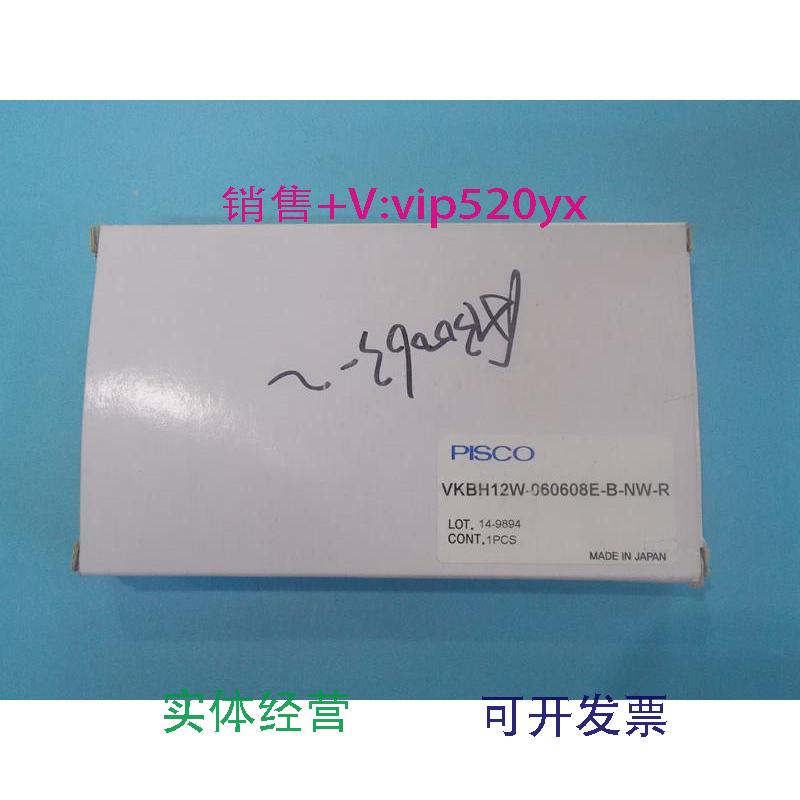 销售+V:vip520yx
PISCO
VKBH12W-060608E-B-NW-R
LOT. 14-9894
CONT.1PCS
MADE IN JAPAN
实体经营 可开发票